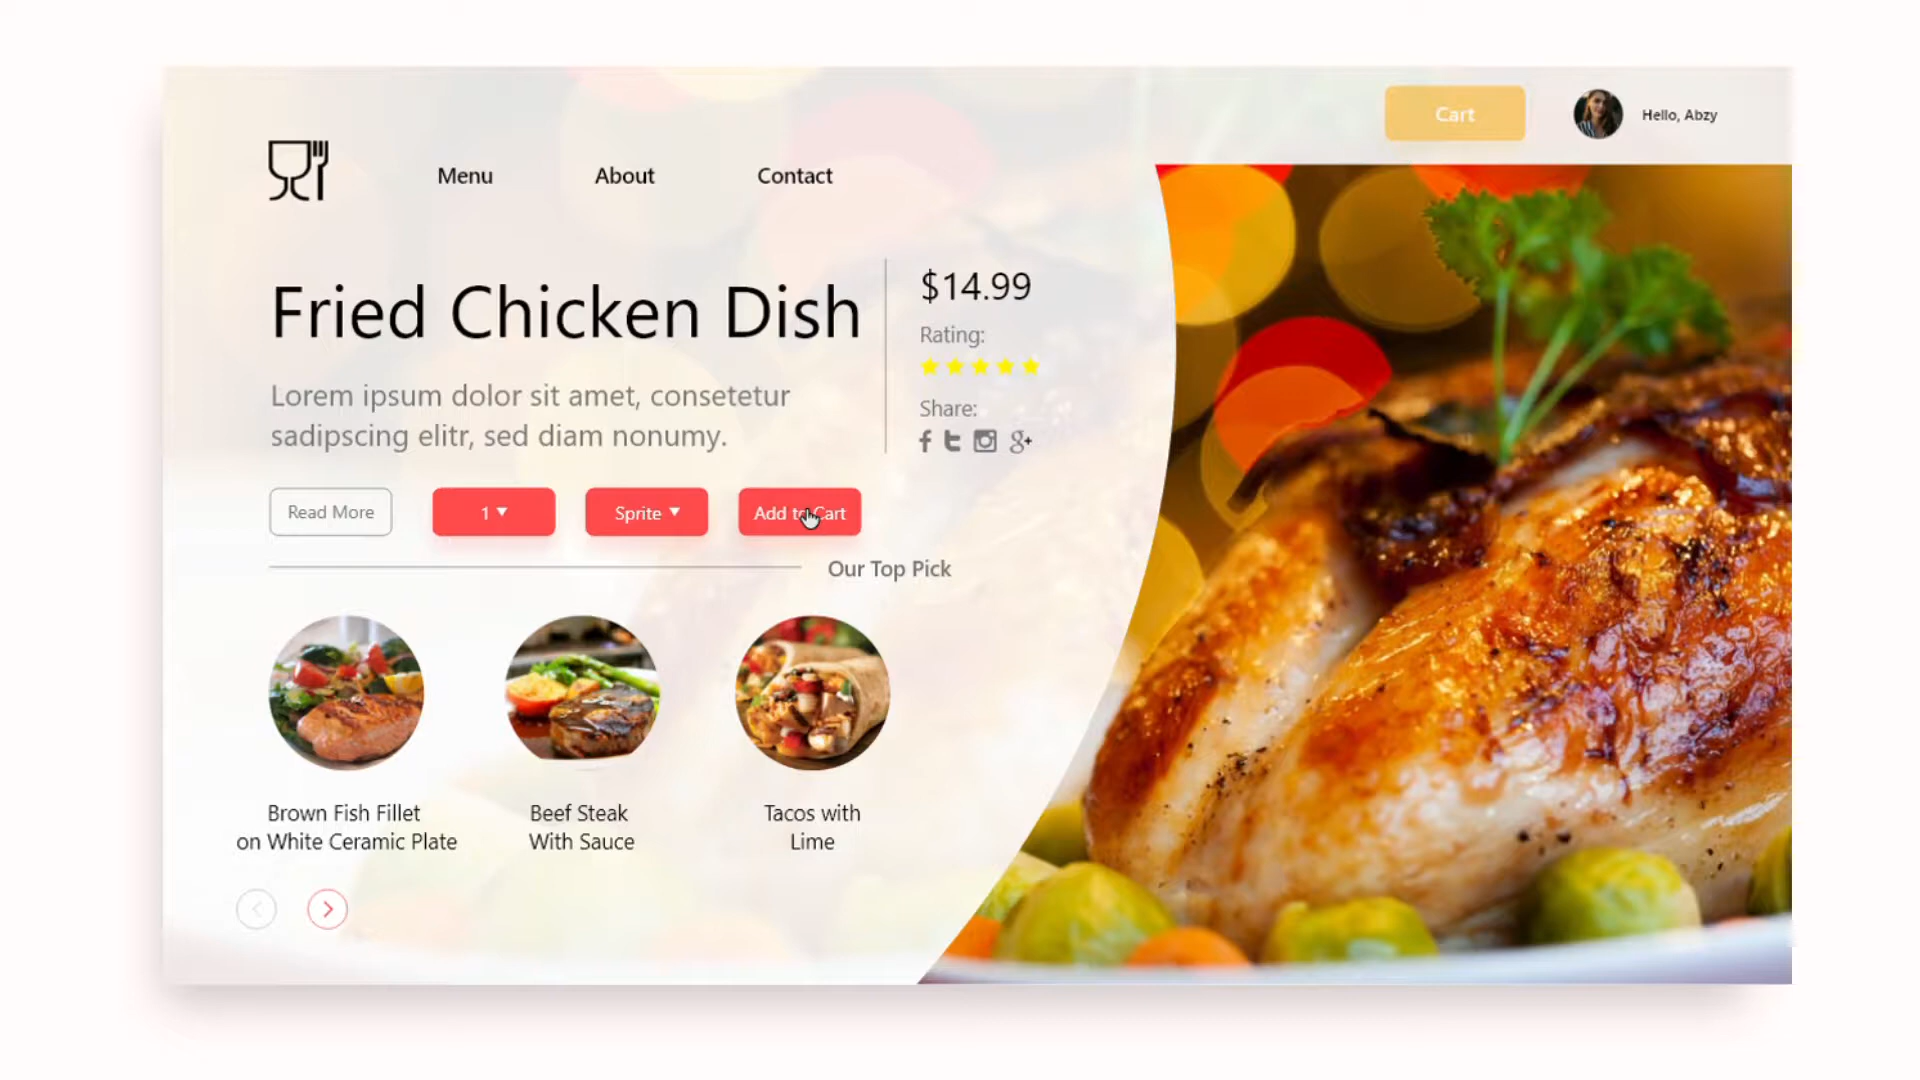 Cart
Hello, Abzy
Menu
About
Contact
Fried Chicken Dish
$14.99
Rating:
Lorem ipsum dolor sit amet, consetetur
sadipscing elitr, sed diam nonumy.
Share:
Read More
1
Sprite
Add to Cart
Our Top Pick
Brown Fish Fillet
on White Ceramic Plate
Beef Steak
With Sauce
Tacos with
Lime